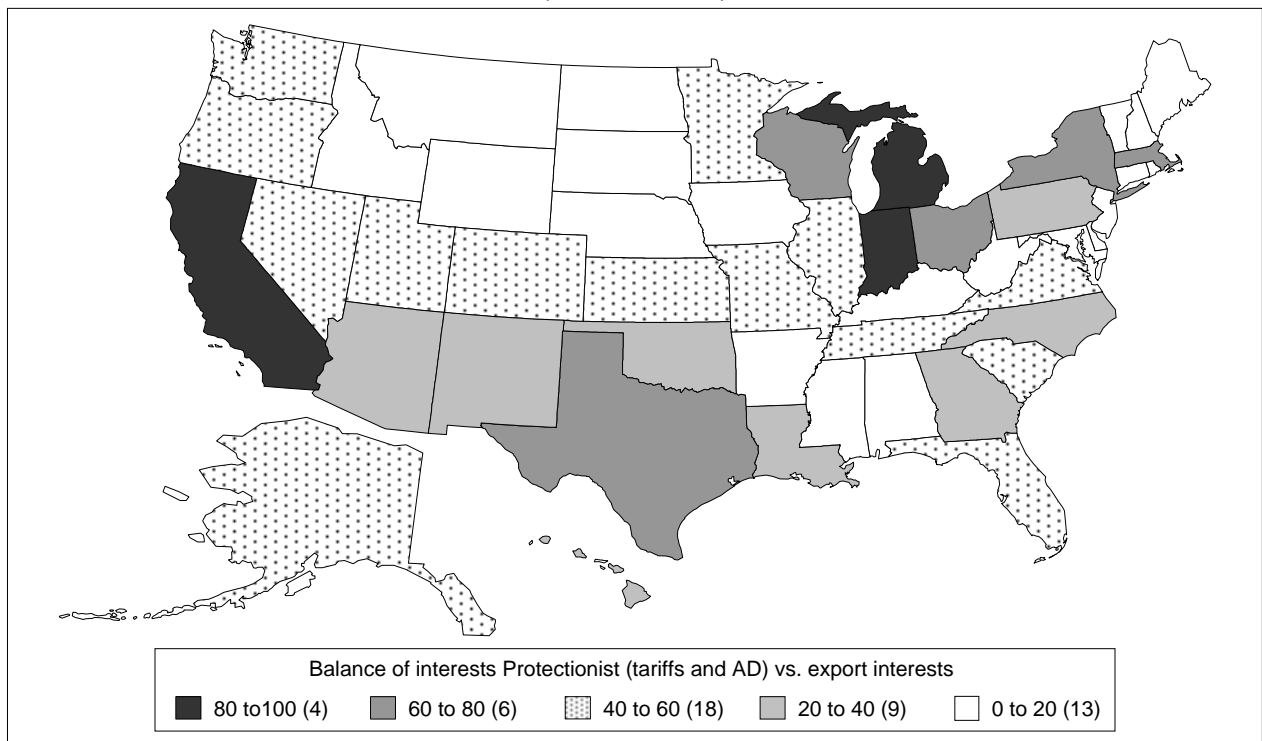 Balance of interests Protectionist (tariffs and AD) vs. export interests
80 to100 (4) 60 to 80 (6) 40 to 60 (18) 20 to 40 (9) 0 to 20 (13)